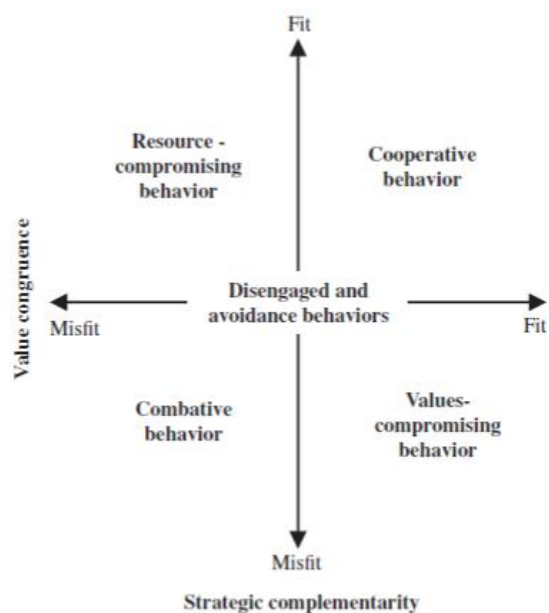 Fit
Resource -
compromising
behavior
Cooperative
behavior
Value congruence
Disengaged and
avoidance behaviors
Misfit
Fit
Combative
behavior
Values-
compromising
behavior
Misfit
Strategic complementarity